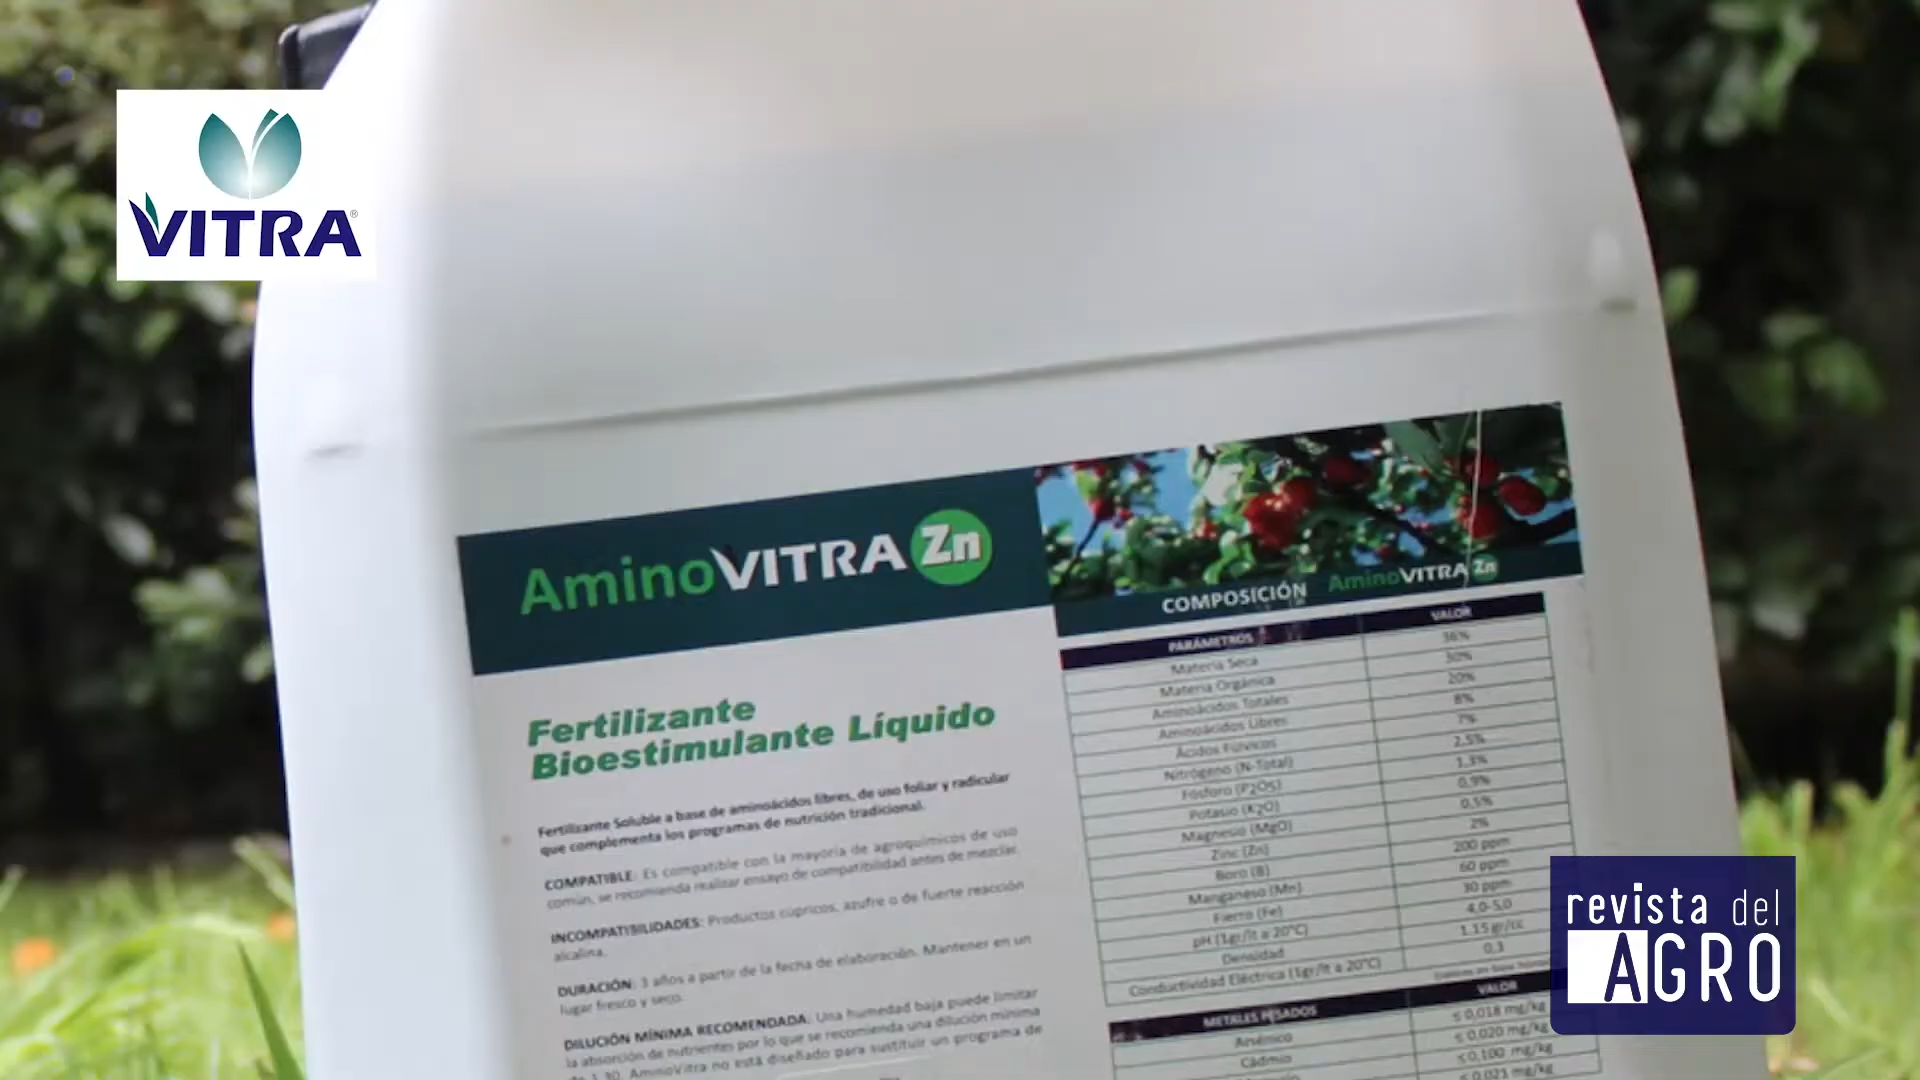 VITRA®
AminoVITRA Zn
Fertilizante
Bioestimulante Líquido
Fertilizante Soluble a base de aminoácidos libres, de uso foliar y radicular
que complementa los programas de nutrición tradicional.
COMPATIBLE: Es compatible con la mayoría de agroquímicos de uso
común, se recomienda realizar ensayo de compatibilidad antes de mezclar.
INCOMPATIBILIDADES: Productos cúpricos, azufre o de fuerte reacción
alcalina.
DURACIÓN: 3 años a partir de la fecha de elaboración. Mantener en un
lugar fresco y seco.
DILUCIÓN MÍNIMA RECOMENDADA: Una humedad baja puede limitar
la absorción de nutrientes por lo que se recomienda una dilución mínima
de 1.30. AminoVitra no está diseñado para sustituir un programa de
COMPOSICIÓN AminoVITRA Zn
PARÁMETROS VALOR
Materia Seca 36%
Materia Orgánica 30%
Aminoácidos Totales 20%
Aminoácidos Libres 8%
Ácidos Fúlvicos 7%
Nitrógeno (N-Total) 2,5%
Fósforo (P2O5) 1,3%
Potasio (K2O) 0,9%
Magnesio (MgO) 0,5%
Zinc (Zn) 2%
Boro (B) 200 ppm
Manganeso (Mn) 60 ppm
Fierro (Fe) 30 ppm
pH (1gr/lt a 20°C) 4,0-5,0
Densidad 1.15 gr/cc
Conductividad Eléctrica (1gr/lt a 20°C) 0,3
METALES PESADOS VALOR
Arsénico ≤ 0,018 mg/kg
Cádmio ≤ 0,020 mg/kg
≤ 0,100 mg/kg
≤ 0,021 mg/kg
revista del
AGRO